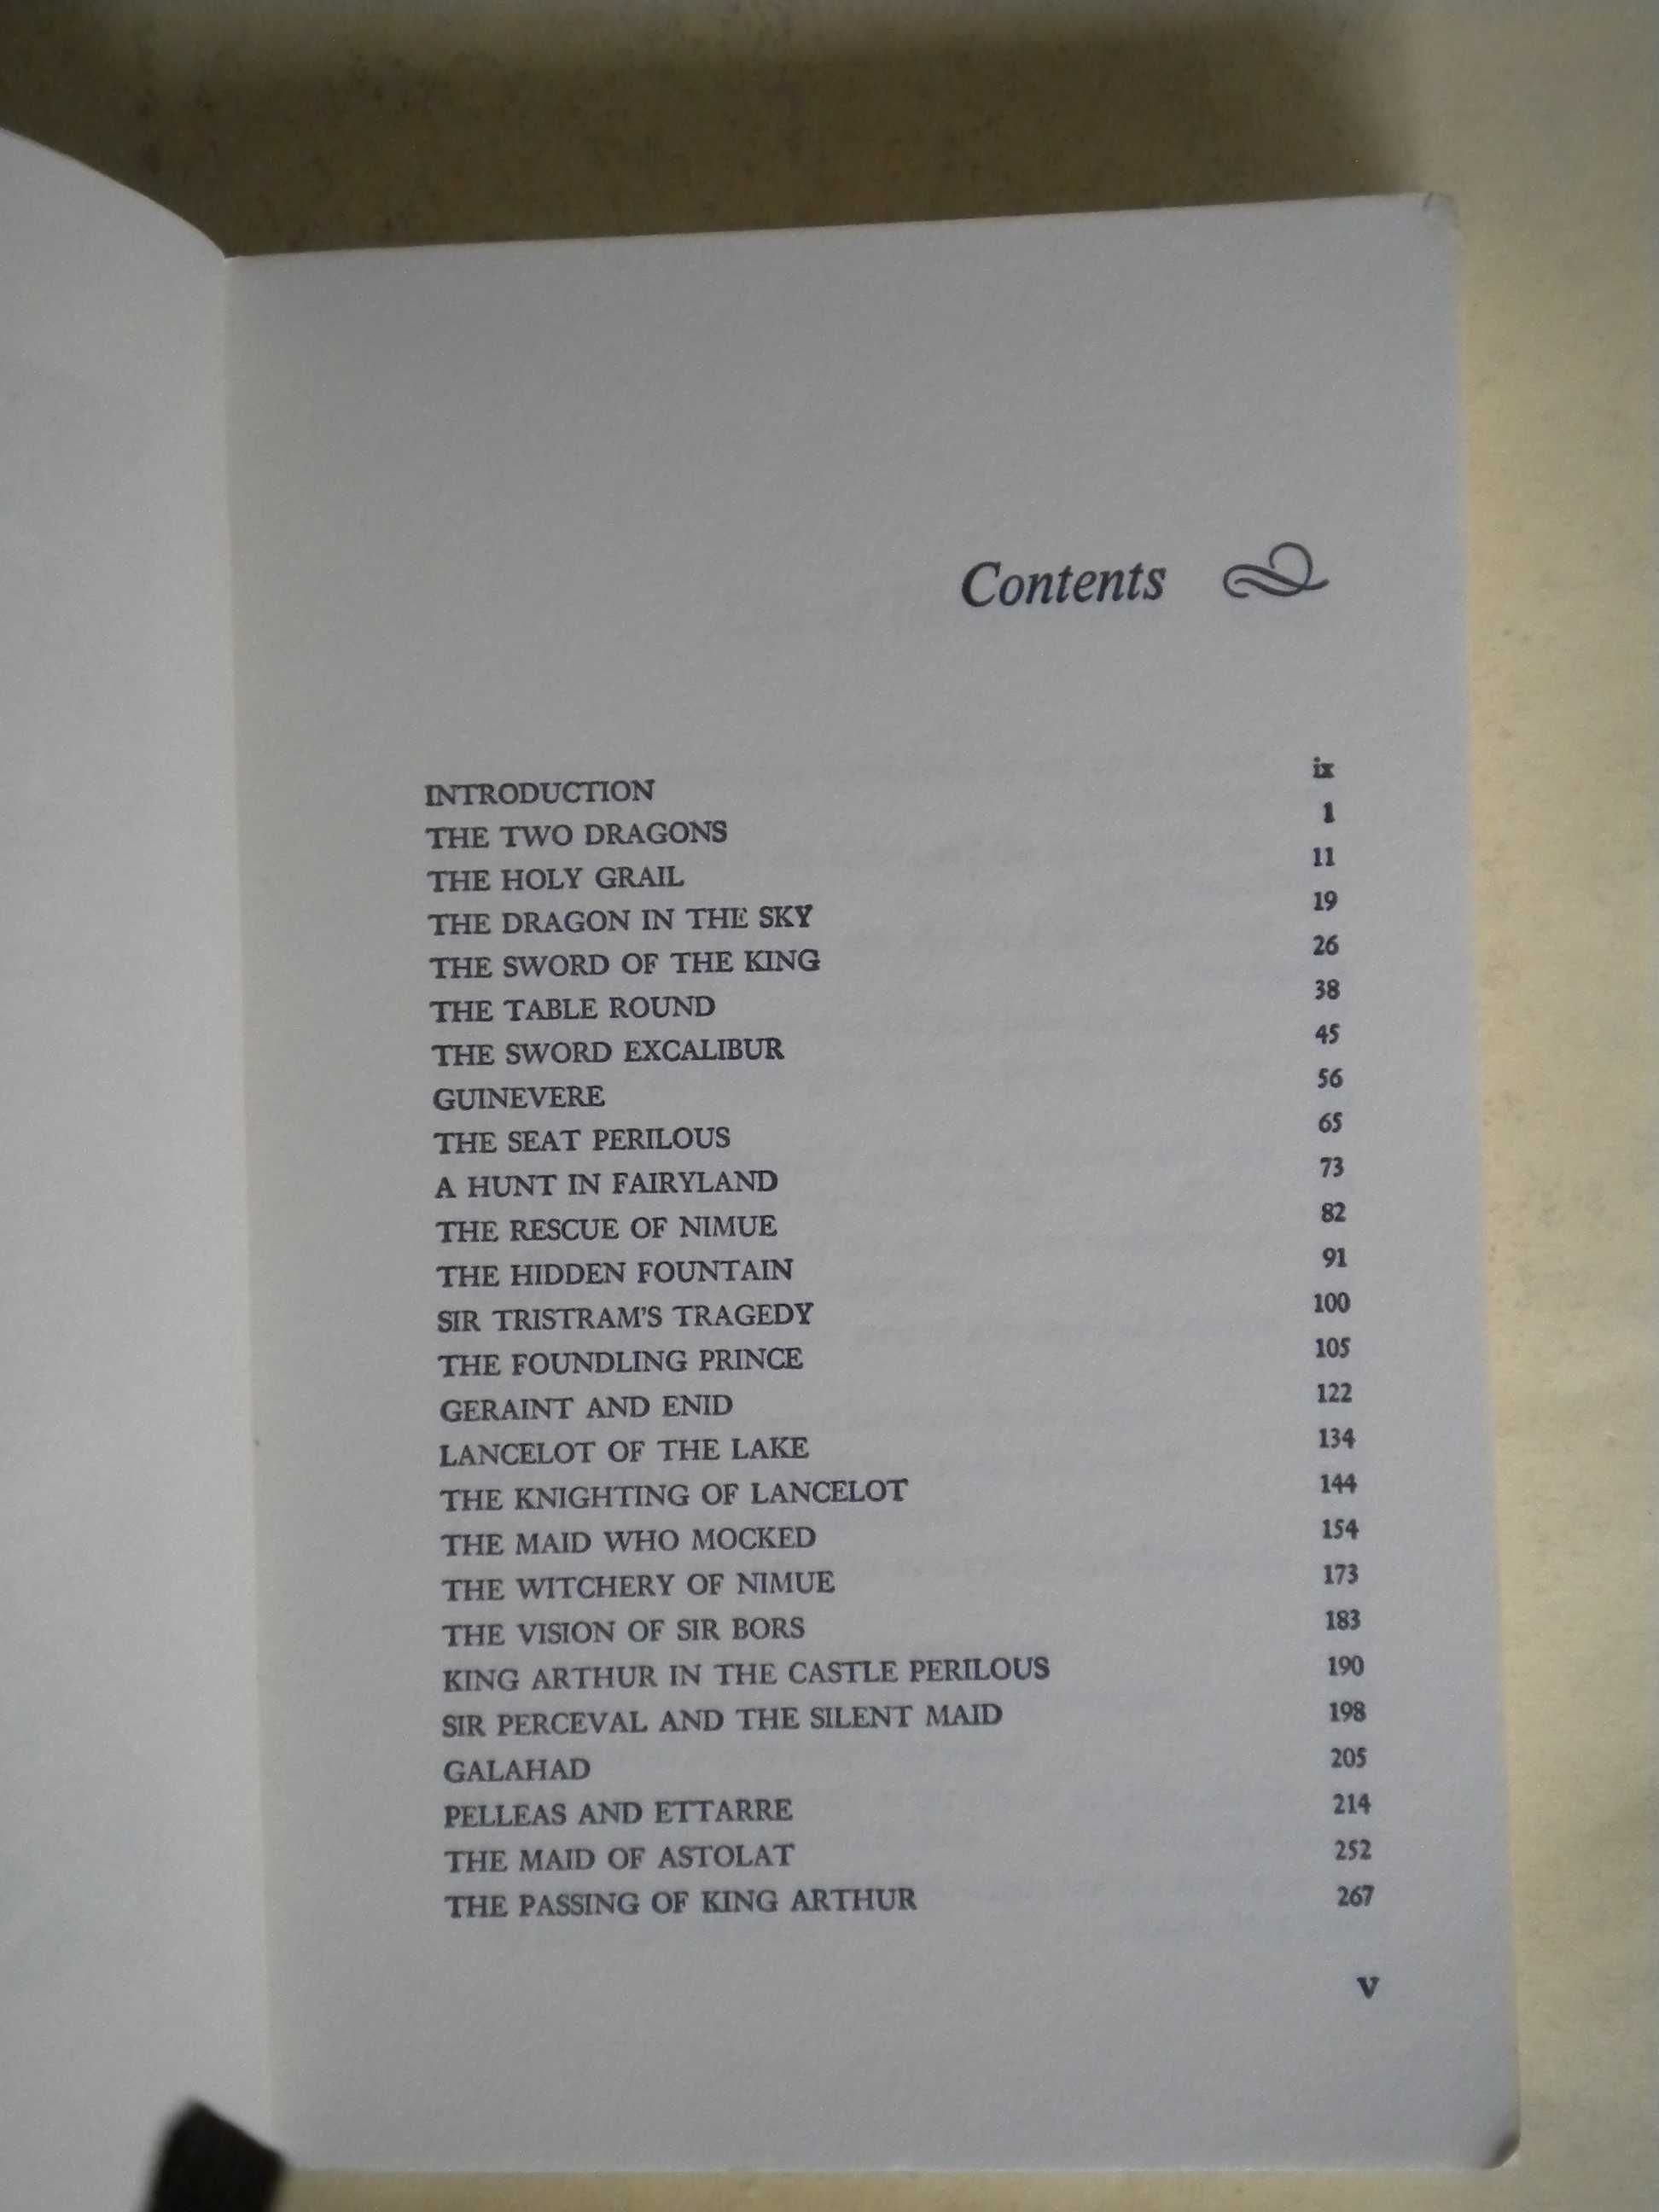 Contents
INTRODUCTION ix
THE TWO DRAGONS 1
THE HOLY GRAIL 11
THE DRAGON IN THE SKY 19
THE SWORD OF THE KING 26
THE TABLE ROUND 38
THE SWORD EXCALIBUR 45
GUINEVERE 56
THE SEAT PERILOUS 65
A HUNT IN FAIRYLAND 73
THE RESCUE OF NIMUE 82
THE HIDDEN FOUNTAIN 91
SIR TRISTRAM'S TRAGEDY 100
THE FOUNDLING PRINCE 105
GERAINT AND ENID 122
LANCELOT OF THE LAKE 134
THE KNIGHTING OF LANCELOT 144
THE MAID WHO MOCKED 154
THE WITCHERY OF NIMUE 173
THE VISION OF SIR BORS 183
KING ARTHUR IN THE CASTLE PERILOUS 190
SIR PERCEVAL AND THE SILENT MAID 198
GALAHAD 205
PELLEAS AND ETTARRE 214
THE MAID OF ASTOLAT 252
THE PASSING OF KING ARTHUR 267
v